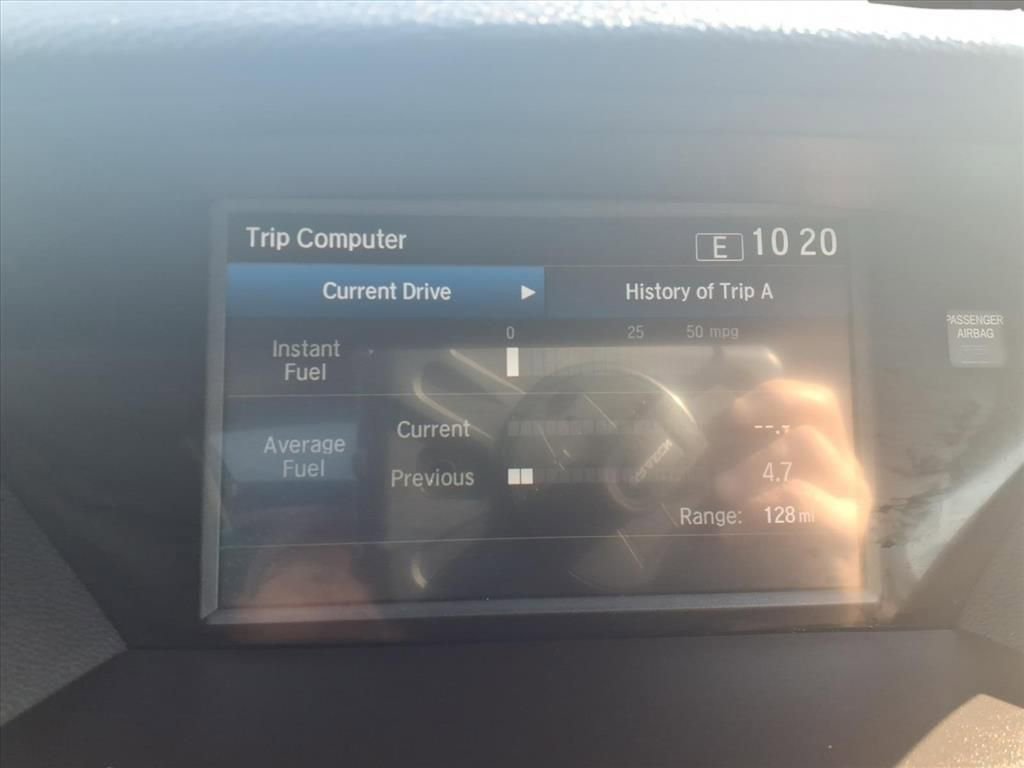 Trip Computer
E 10 20
Current Drive
History of Trip A
0 25 50 mpg
Instant
Fuel
Average
Fuel
Current --.-
Previous 4.7
Range: 128 mi
PASSENGER
AIRBAG